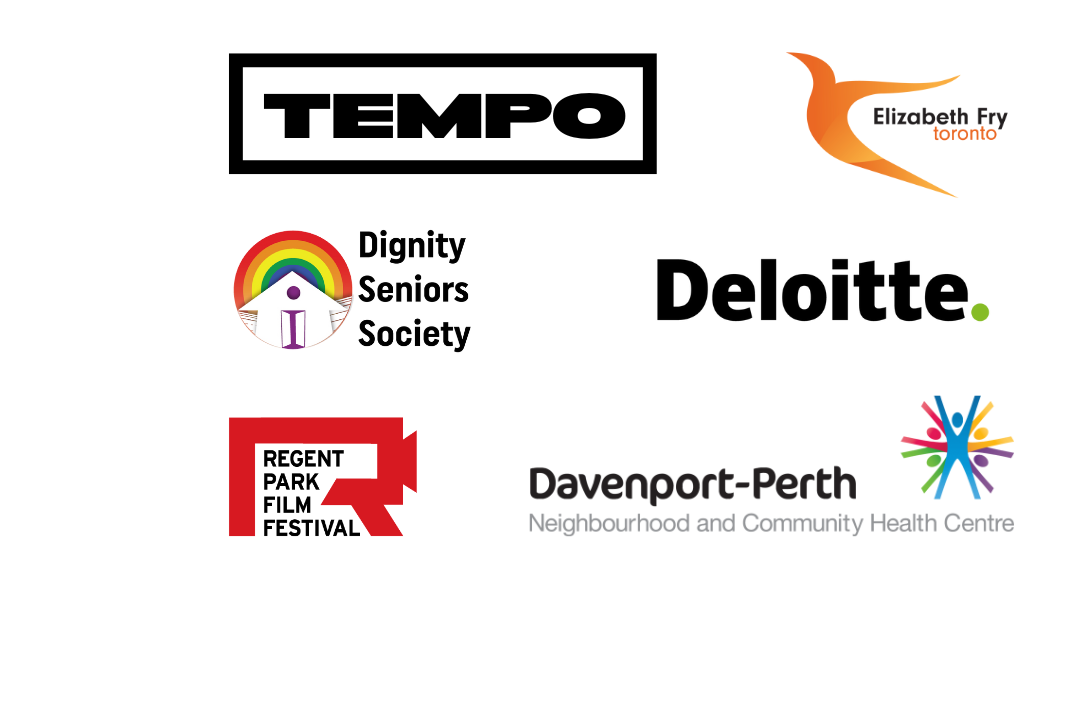 TEMPO
Elizabeth Fry
toronto
Dignity
Seniors
Society
Deloitte.
REGENT
PARK
FILM
FESTIVAL
Davenport-Perth
Neighbourhood and Community Health Centre